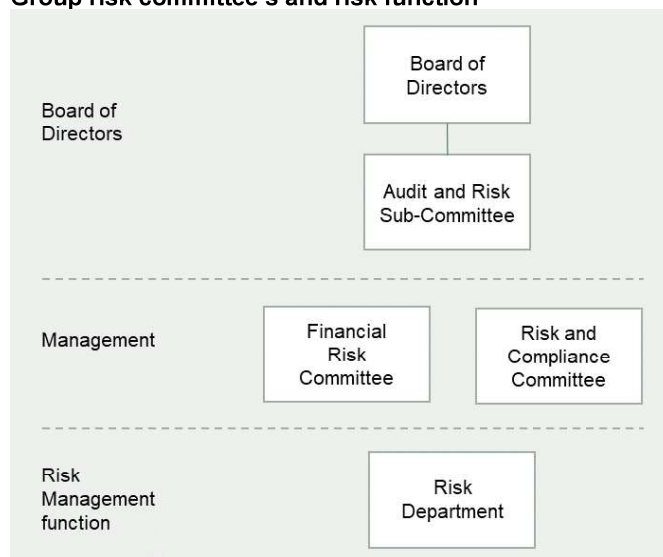 Group risk committee's and risk function
Board of
Directors
Board of
Directors
Audit and Risk
Sub-Committee
Management
Financial
Risk
Committee
Risk and
Compliance
Committee
Risk
Management
function
Risk
Department